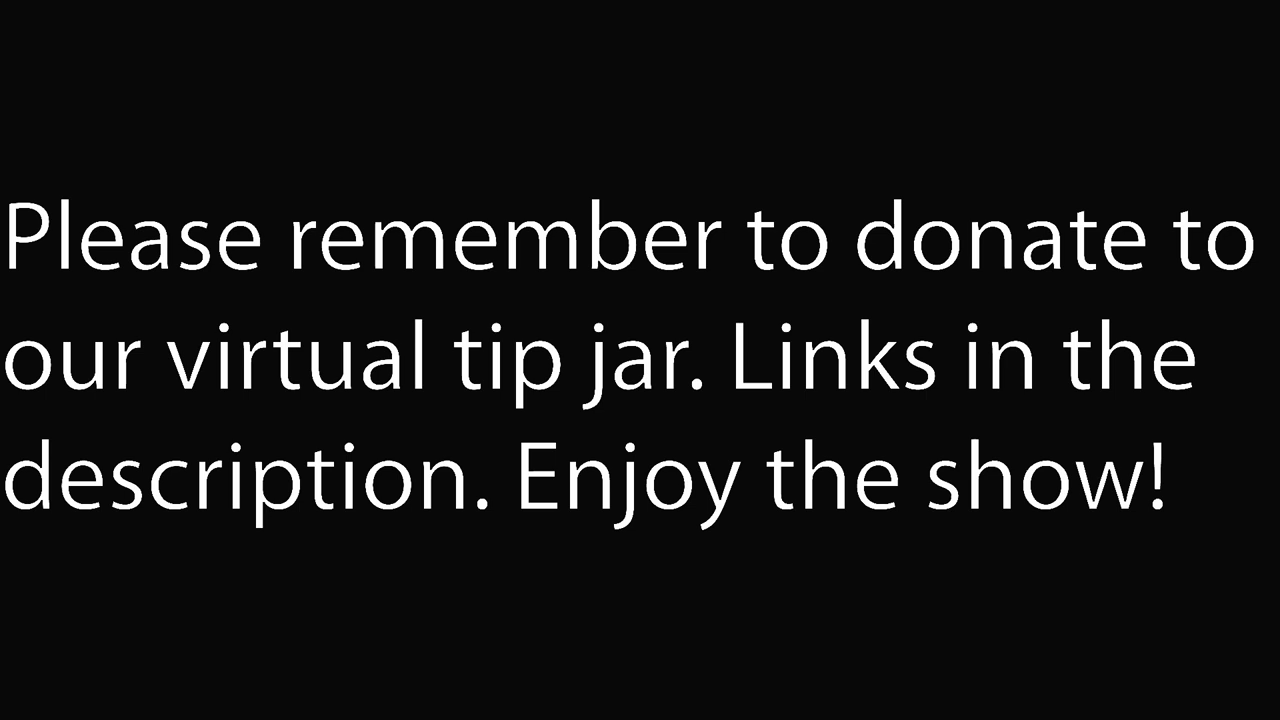 Please remember to donate to
our virtual tip jar. Links in the
description. Enjoy the show!